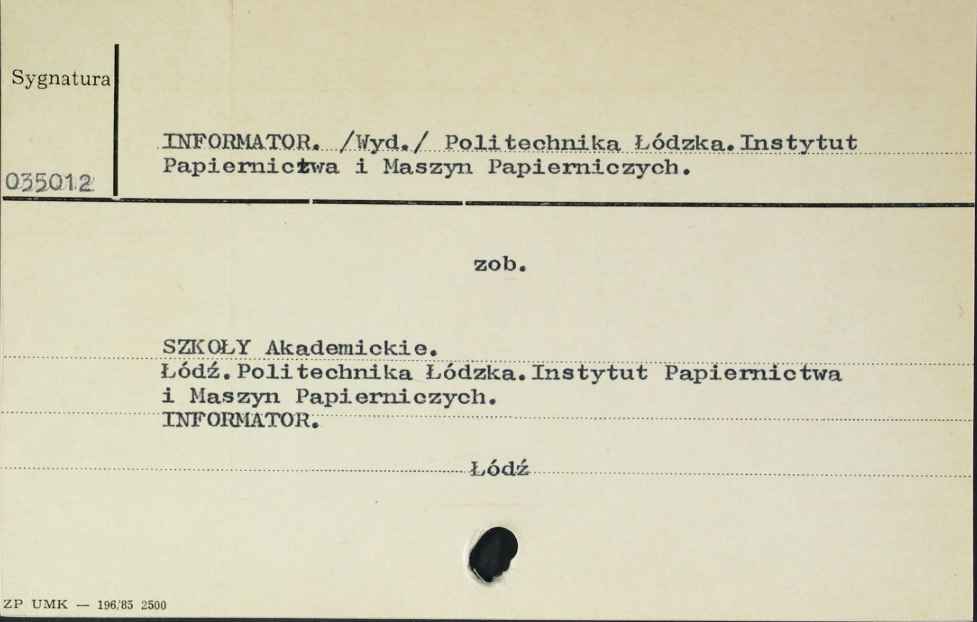 Sygnatura
INFORMATOR. /Wyd./ Politechnika Łódzka.Instytut
Papiernictwa i Maszyn Papierniczych.
035012
zob.
SZKOŁY Akademickie.
Łódź.Politechnika Łódzka.Instytut Papiernictwa
i Maszyn Papierniczych.
INFORMATOR.
Łódź
ZP UMK — 196/85 2500